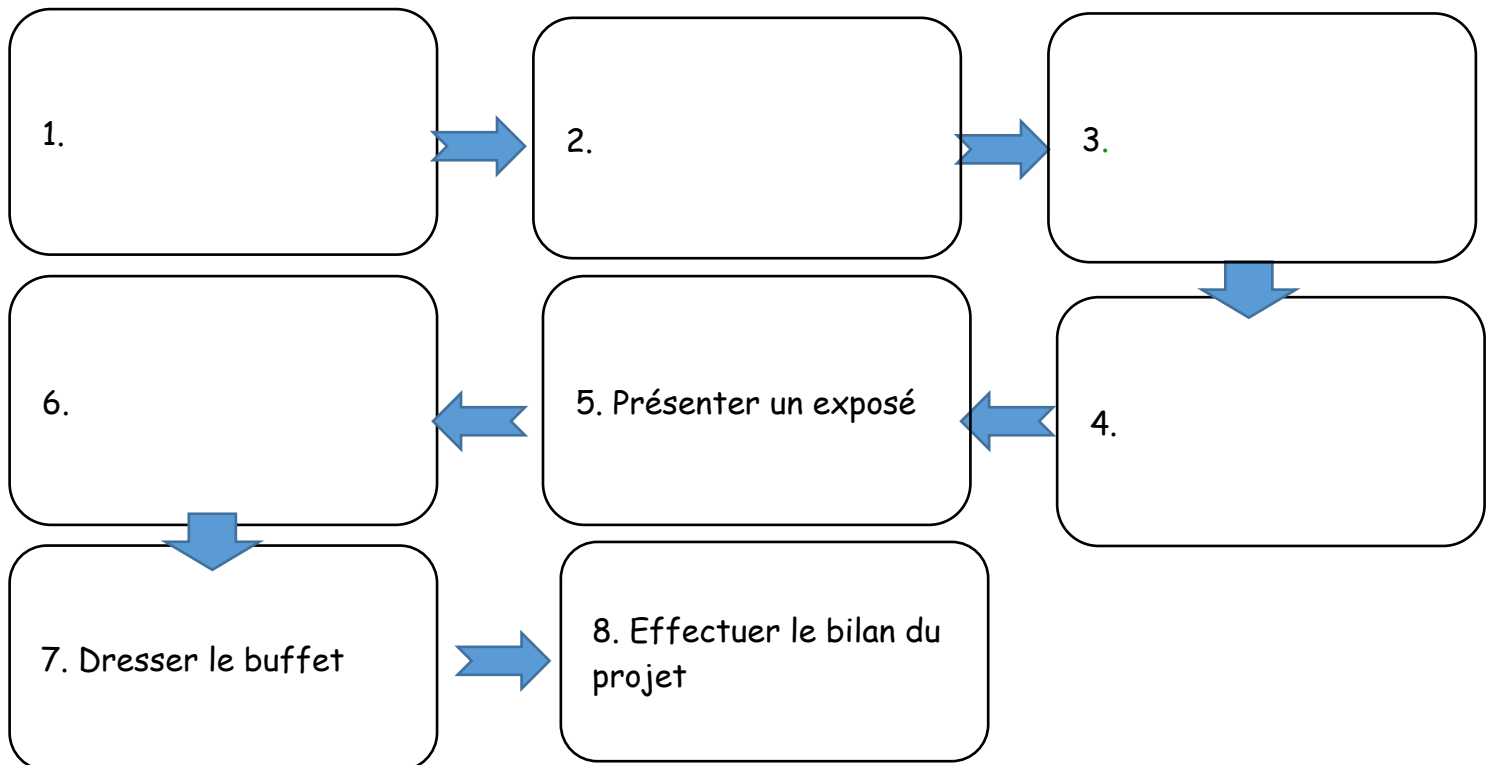 1.
2.
3.
4.
5. Présenter un exposé
6.
7. Dresser le buffet
8. Effectuer le bilan du
projet